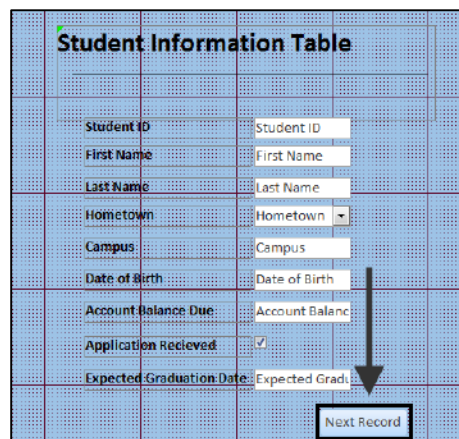 Student Information Table
Student ID Student ID
First Name First Name
Last Name Last Name
Hometown Hometown
Campus Campus
Date of Birth Date of Birth
Account Balance Due: Account Balanc
Application Recieved
Expected Graduation Date Expected Gradu
Next Record